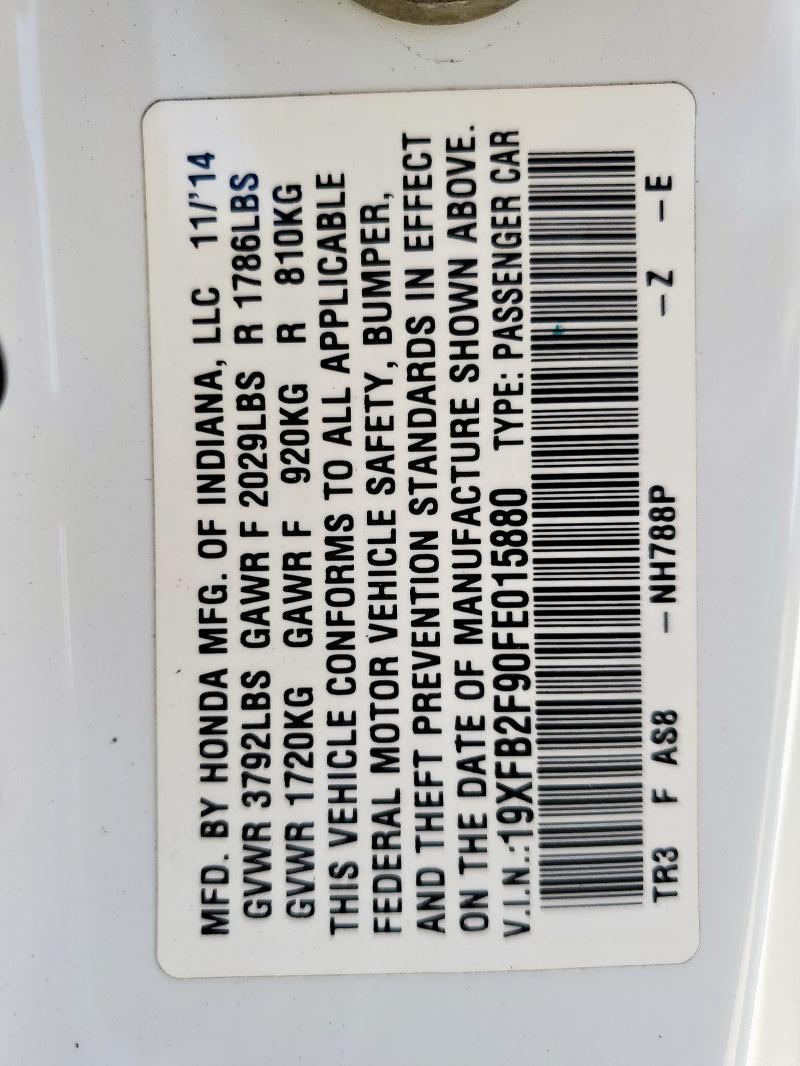 MFD. BY HONDA MFG. OF INDIANA, LLC 11/'14
GVWR 3792LBS GAWR F 2029LBS R 1786LBS
GVWR 1720KG GAWR F 920KG R 810KG
THIS VEHICLE CONFORMS TO ALL APPLICABLE
FEDERAL MOTOR VEHICLE SAFETY, BUMPER,
AND THEFT PREVENTION STANDARDS IN EFFECT
ON THE DATE OF MANUFACTURE SHOWN ABOVE.
V.I.N.:19XFB2F90FE015880 TYPE: PASSENGER CAR
TR3 F AS8 –NH788P –Z –E